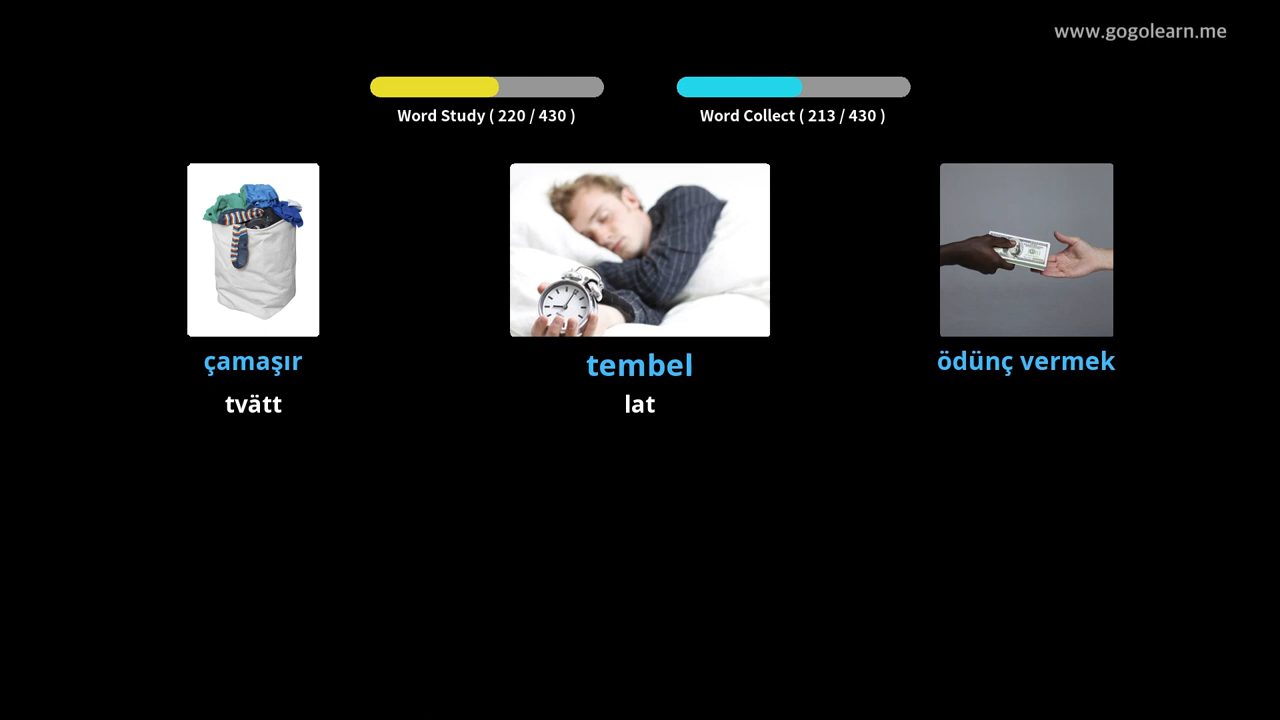 www.gogolearn.me
Word Study ( 220 / 430 )
Word Collect ( 213 / 430 )
çamaşır
tembel
ödünç vermek
tvätt
lat